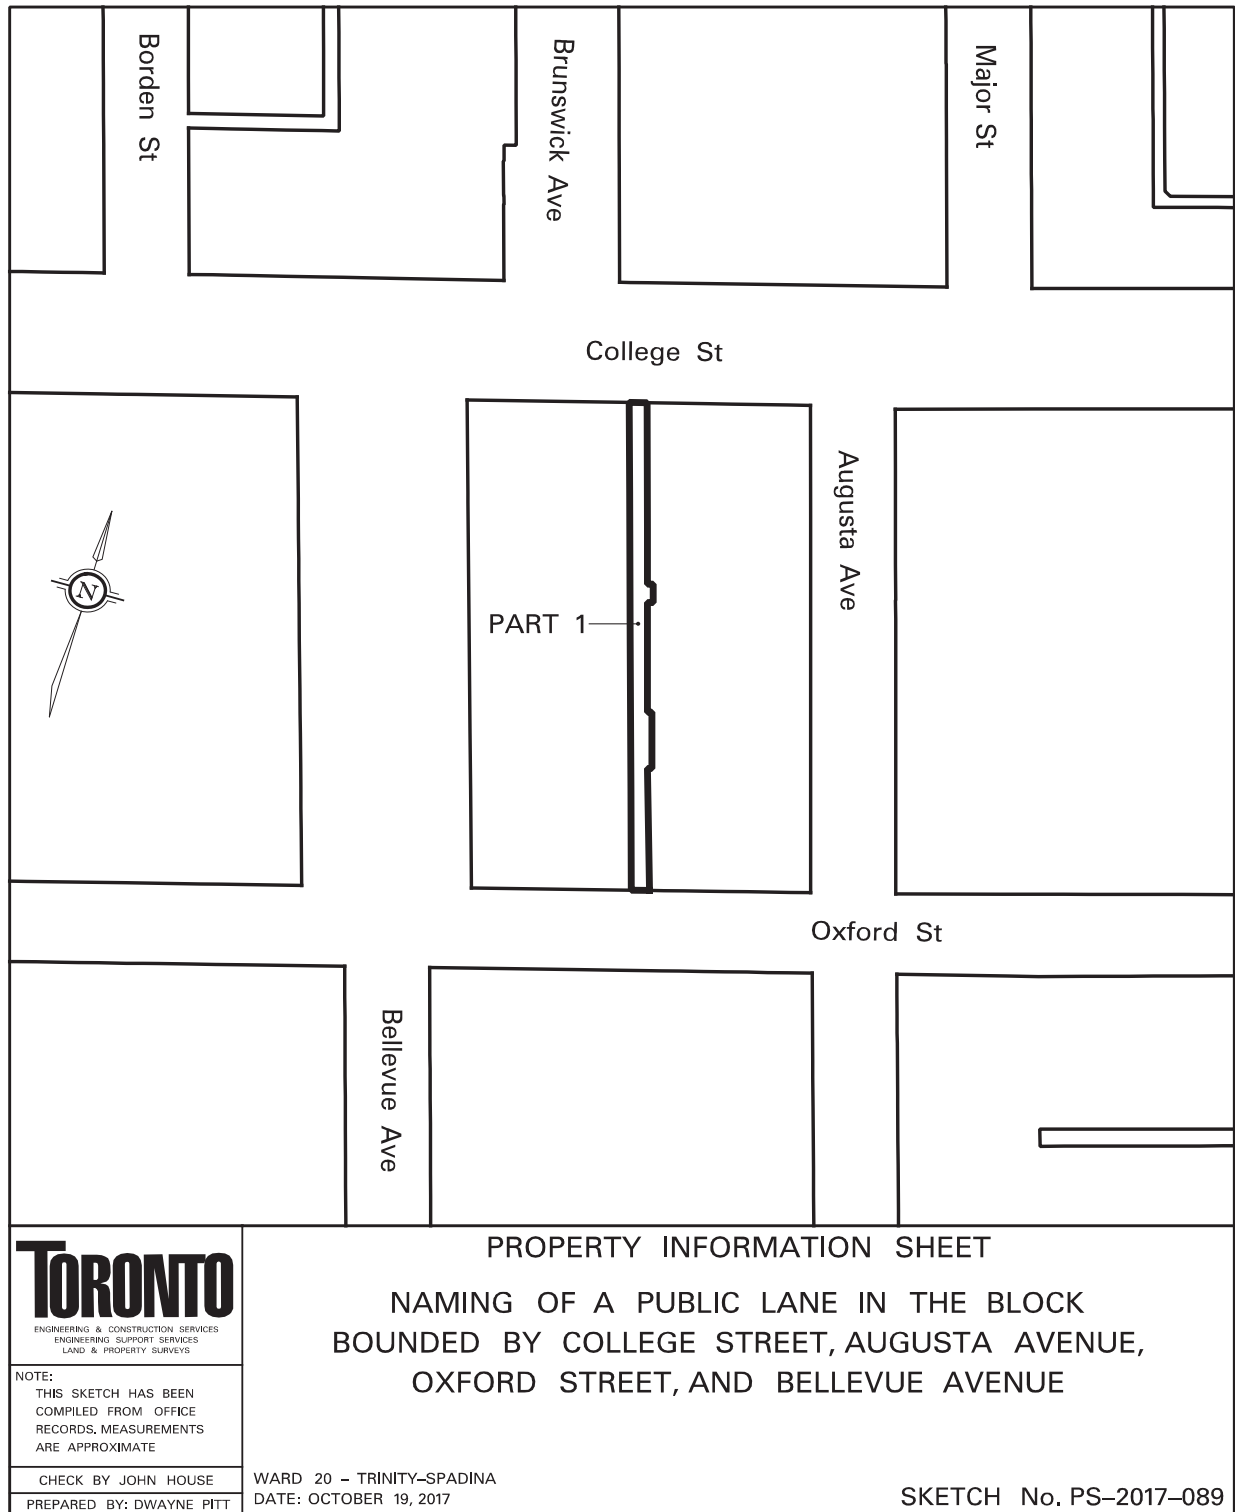 Borden St
Brunswick Ave
Major St
College St
Augusta Ave
N
PART 1
Oxford St
Bellevue Ave
TORONTO
ENGINEERING & CONSTRUCTION SERVICES
ENGINEERING SUPPORT SERVICES
LAND & PROPERTY SURVEYS
NOTE:
THIS SKETCH HAS BEEN
COMPILED FROM OFFICE
RECORDS. MEASUREMENTS
ARE APPROXIMATE
CHECK BY JOHN HOUSE
PREPARED BY: DWAYNE PITT
PROPERTY INFORMATION SHEET
NAMING OF A PUBLIC LANE IN THE BLOCK
BOUNDED BY COLLEGE STREET, AUGUSTA AVENUE,
OXFORD STREET, AND BELLEVUE AVENUE
WARD 20 - TRINITY-SPADINA
DATE: OCTOBER 19, 2017
SKETCH No. PS-2017-089